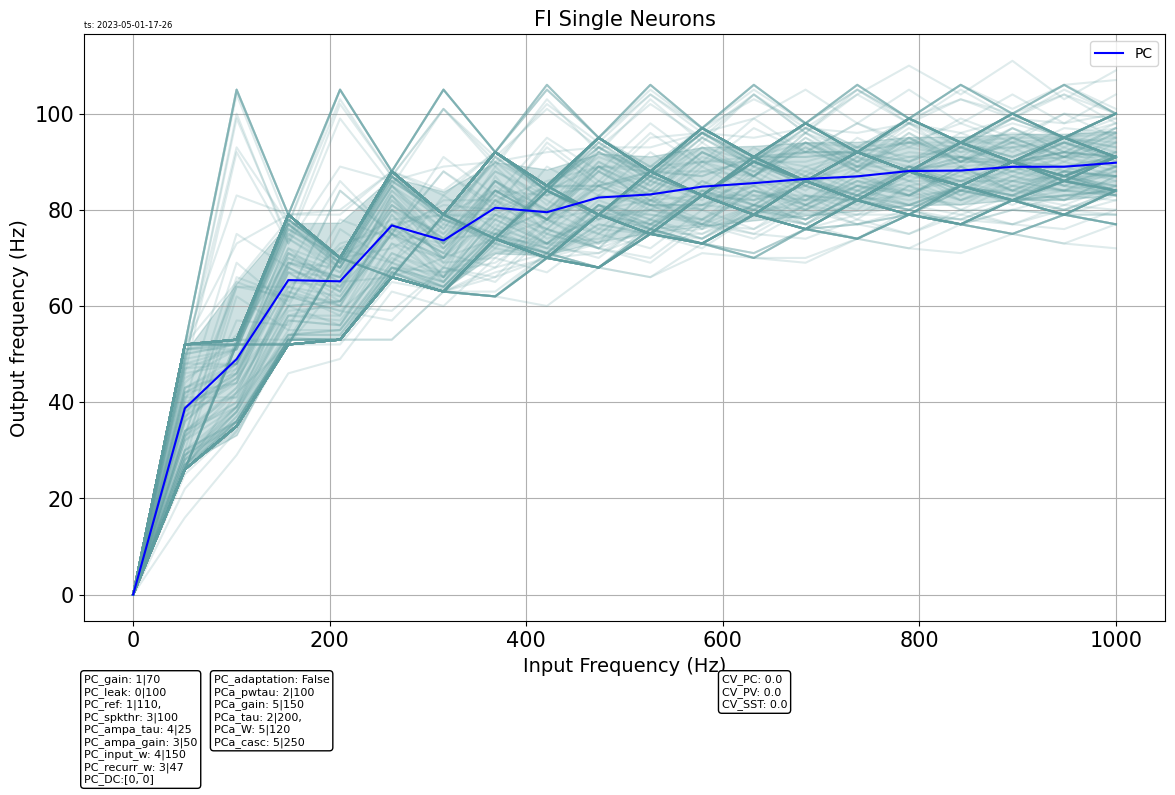 FI Single Neurons
ts: 2023-05-01-17-26
PC
Output frequency (Hz)
100
80
60
40
20
0
0 200 400 600 800 1000
Input Frequency (Hz)
PC_gain: 1|70
PC_leak: 0|100
PC_ref: 1|110,
PC_spkthr: 3|100
PC_ampa_tau: 4|25
PC_ampa_gain: 3|50
PC_input_w: 4|150
PC_recurr_w: 3|47
PC_DC:[0, 0]
PC_adaptation: False
PCa_pwtau: 2|100
PCa_gain: 5|150
PCa_tau: 2|200,
PCa_W: 5|120
PCa_casc: 5|250
CV_PC: 0.0
CV_PV: 0.0
CV_SST: 0.0